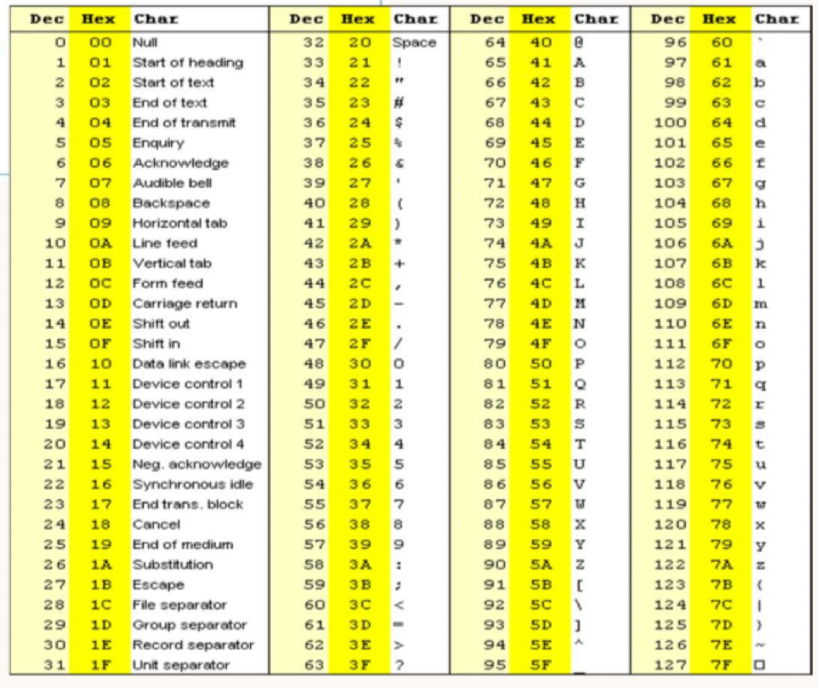 Dec Hex Char Dec Hex Char Dec Hex Char Dec Hex Char
0 00 Null 32 20 Space 64 40 @ 96 60 `
1 01 Start of heading 33 21 ! 65 41 A 97 61 a
2 02 Start of text 34 22 " 66 42 B 98 62 b
3 03 End of text 35 23 # 67 43 C 99 63 c
4 04 End of transmit 36 24 $ 68 44 D 100 64 d
5 05 Enquiry 37 25 % 69 45 E 101 65 e
6 06 Acknowledge 38 26 & 70 46 F 102 66 f
7 07 Audible bell 39 27 ' 71 47 G 103 67 g
8 08 Backspace 40 28 ( 72 48 H 104 68 h
9 09 Horizontal tab 41 29 ) 73 49 I 105 69 i
10 0A Line feed 42 2A * 74 4A J 106 6A j
11 0B Vertical tab 43 2B + 75 4B K 107 6B k
12 0C Form feed 44 2C , 76 4C L 108 6C l
13 0D Carriage return 45 2D - 77 4D M 109 6D m
14 0E Shift out 46 2E . 78 4E N 110 6E n
15 0F Shift in 47 2F / 79 4F O 111 6F o
16 10 Data link escape 48 30 0 80 50 P 112 70 p
17 11 Device control 1 49 31 1 81 51 Q 113 71 q
18 12 Device control 2 50 32 2 82 52 R 114 72 r
19 13 Device control 3 51 33 3 83 53 S 115 73 s
20 14 Device control 4 52 34 4 84 54 T 116 74 t
21 15 Neg. acknowledge 53 35 5 85 55 U 117 75 u
22 16 Synchronous idle 54 36 6 86 56 V 118 76 v
23 17 End trans. block 55 37 7 87 57 W 119 77 w
24 18 Cancel 56 38 8 88 58 X 120 78 x
25 19 End of medium 57 39 9 89 59 Y 121 79 y
26 1A Substitution 58 3A : 90 5A Z 122 7A z
27 1B Escape 59 3B ; 91 5B [ 123 7B {
28 1C File separator 60 3C < 92 5C \ 124 7C |
29 1D Group separator 61 3D = 93 5D ] 125 7D }
30 1E Record separator 62 3E > 94 5E ^ 126 7E ~
31 1F Unit separator 63 3F ? 95 5F _ 127 7F □